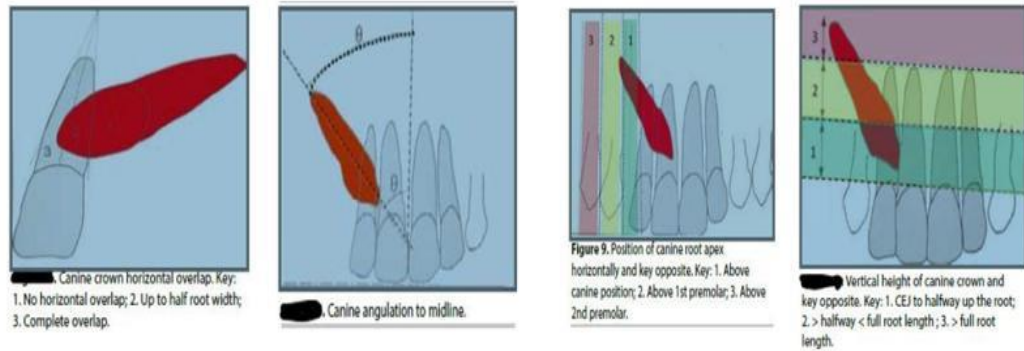 3
. Canine crown horizontal overlap. Key:
1. No horizontal overlap; 2. Up to half root width;
3. Complete overlap.
θ
θ
. Canine angulation to midline.
3 2 1
Figure 9. Position of canine root apex
horizontally and key opposite. Key: 1. Above
canine position; 2. Above 1st premolar; 3. Above
2nd premolar.
3
2
1
Vertical height of canine crown and
key opposite. Key: 1. CEJ to halfway up the root;
2. > halfway < full root length ; 3. > full root
length.